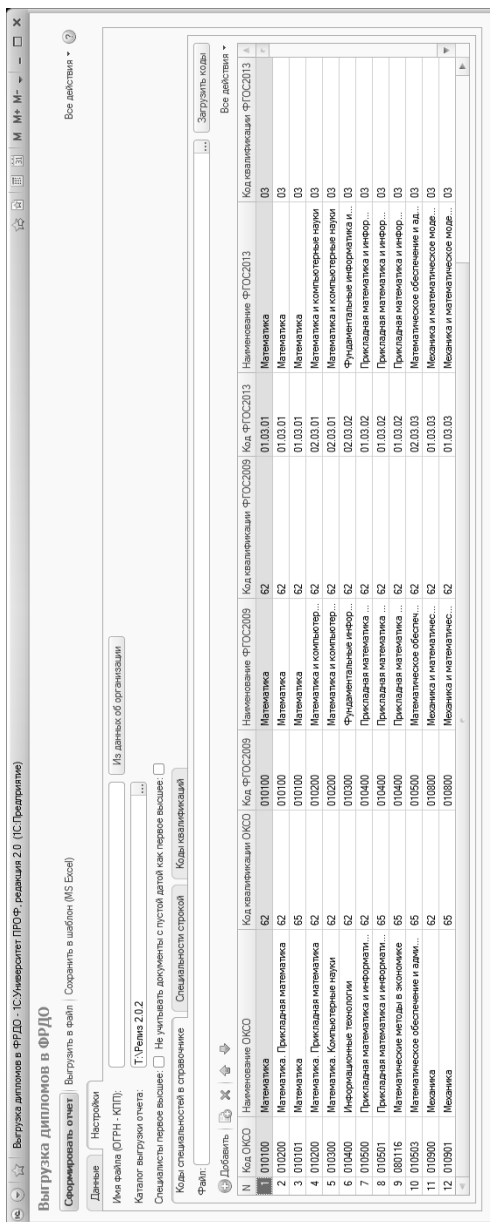 Выгрузка дипломов в ФРДО - 1С:Университет ПРОФ, редакция 2.0 (1С:Предприятие) M M+ M-
Выгрузка дипломов в ФРДО
Сформировать отчет Выгрузить в файл Сохранить в шаблон (MS Excel) Все действия
Данные Настройки
Имя файла (ОГРН - КПП): Из данных об организации
Каталог выгрузки отчета: T:\Релиз 2.0.2 ...
Специалисты первое высшее: Не учитывать документы с пустой датой как первое высшее:
Коды специальностей в справочнике Специальности строкой Коды квалификаций
Файл: ... Загрузить коды
Добавить Все действия
N Код ОКСО Наименование ОКСО Код квалификации ОКСО Код ФГОС2009 Наименование ФГОС2009 Код квалификации ФГОС2009 Код ФГОС2013 Наименование ФГОС2013 Код квалификации ФГОС2013
1 010100 Математика 62 010100 Математика 62 01.03.01 Математика 03
2 010200 Математика. Прикладная математика 62 010100 Математика 62 01.03.01 Математика 03
3 010101 Математика 65 010100 Математика 62 01.03.01 Математика 03
4 010200 Математика. Прикладная математика 62 010200 Математика и компьютер... 62 02.03.01 Математика и компьютерные науки 03
5 010300 Математика. Компьютерные науки 62 010200 Математика и компьютер... 62 02.03.01 Математика и компьютерные науки 03
6 010400 Информационные технологии 62 010300 Фундаментальные инфор... 62 02.03.02 Фундаментальные информатика и... 03
7 010500 Прикладная математика и информати... 62 010400 Прикладная математика ... 62 01.03.02 Прикладная математика и инфор... 03
8 010501 Прикладная математика и информати... 65 010400 Прикладная математика ... 62 01.03.02 Прикладная математика и инфор... 03
9 080116 Математические методы в экономике 65 010400 Прикладная математика ... 62 01.03.02 Прикладная математика и инфор... 03
10 010503 Математическое обеспечение и адми... 65 010500 Математическое обеспеч... 62 02.03.03 Математическое обеспечение и ад... 03
11 010900 Механика 62 010800 Механика и математичес... 62 01.03.03 Механика и математическое моде... 03
12 010901 Механика 65 010800 Механика и математичес... 62 01.03.03 Механика и математическое моде... 03